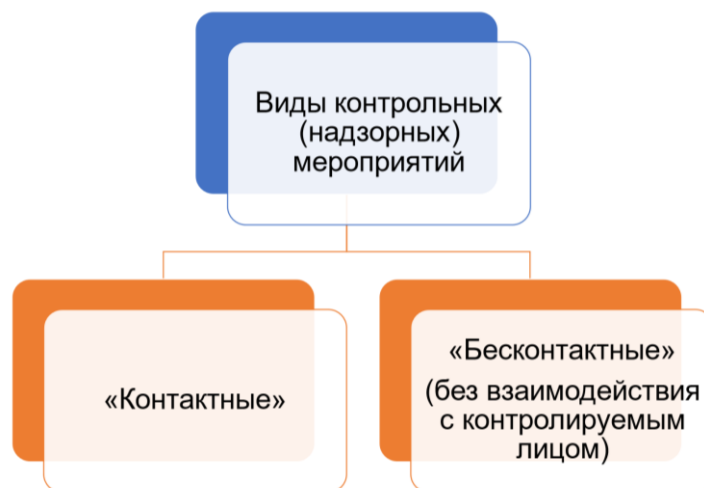 Виды контрольных
(надзорных)
мероприятий
«Контактные»
«Бесконтактные»
(без взаимодействия
с контролируемым
лицом)